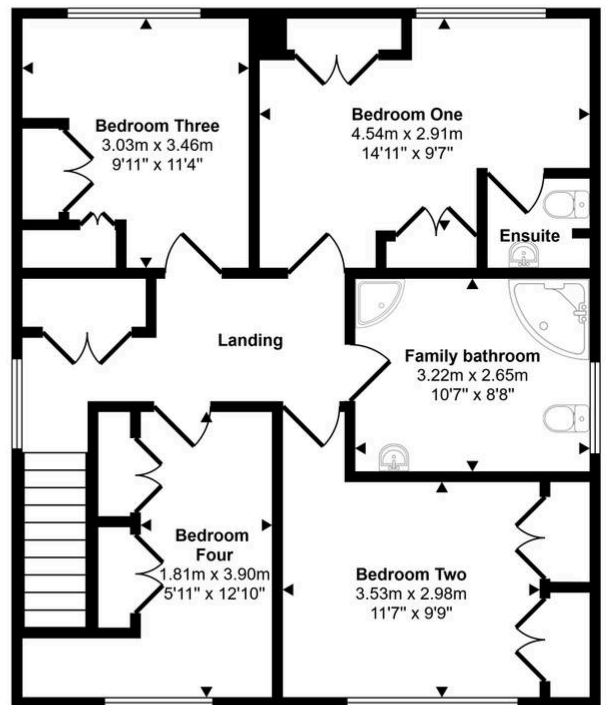 Bedroom Three
3.03m x 3.46m
9'11" x 11'4"
Bedroom One
4.54m x 2.91m
14'11" x 9'7"
Ensuite
Landing
Family bathroom
3.22m x 2.65m
10'7" x 8'8"
Bedroom
Four
1.81m x 3.90m
5'11" x 12'10"
Bedroom Two
3.53m x 2.98m
11'7" x 9'9"